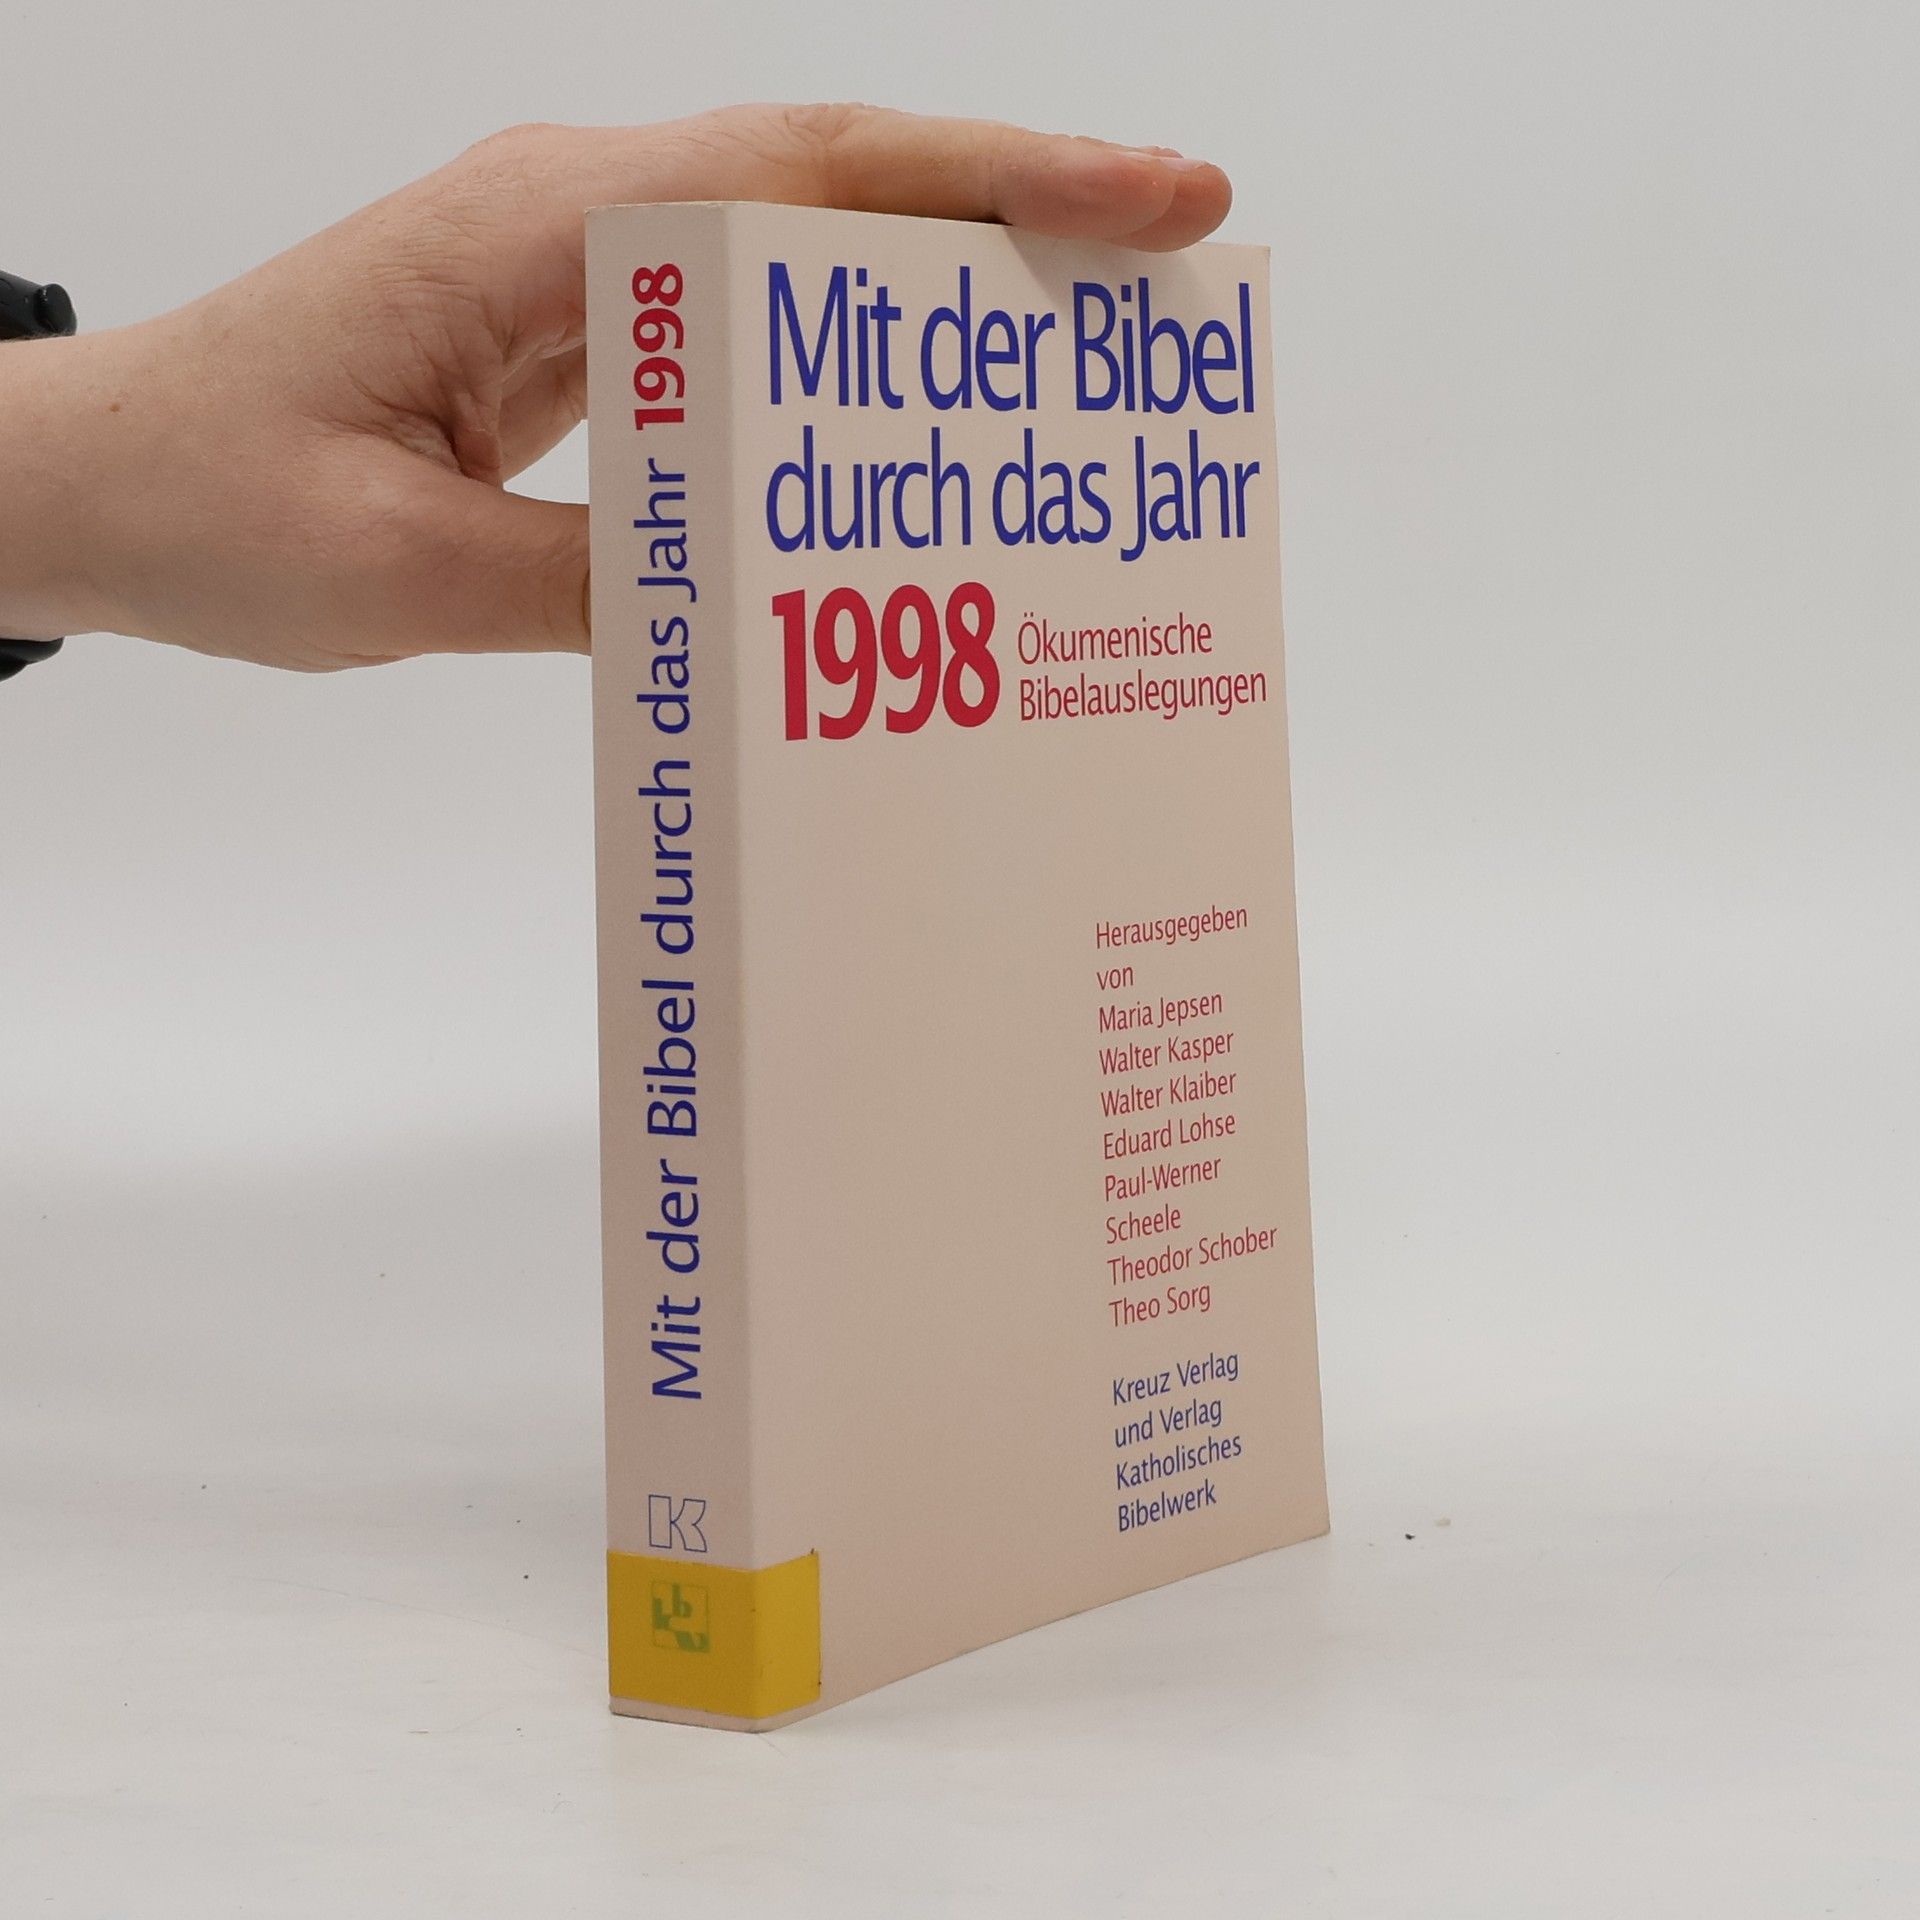 Mit der Bibel durch das Jahr 1998
K
Mit der Bibel
durch das Jahr
1998
Ökumenische
Bibelauslegungen
Herausgegeben
von
Maria Jepsen
Walter Kasper
Walter Klaiber
Eduard Lohse
Paul-Werner
Scheele
Theodor Schober
Theo Sorg
Kreuz Verlag
und Verlag
Katholisches
Bibelwerk